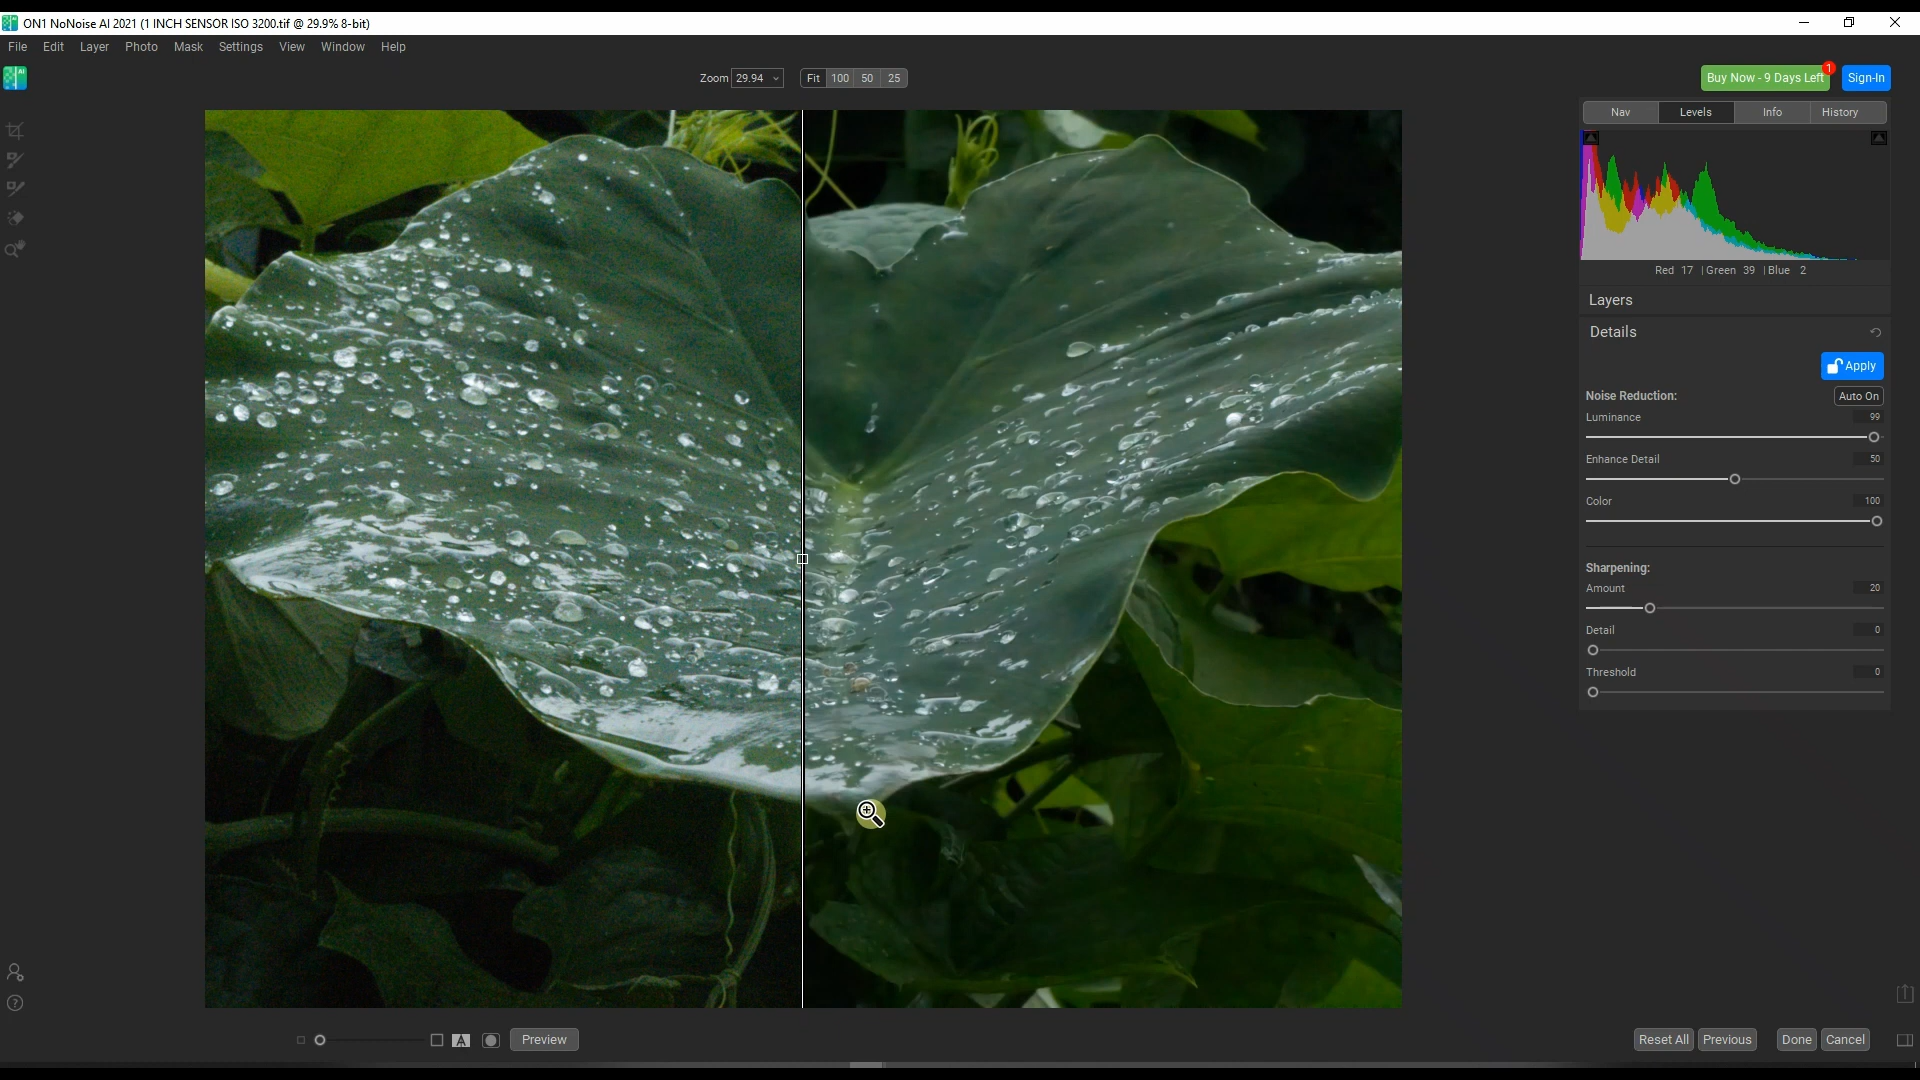 ON1 NoNoise AI 2021 (1 INCH SENSOR ISO 3200.tif @ 29.9% 8-bit)
File Edit Layer Photo Mask Settings View Window Help
AI
Zoom 29.94 Fit 100 50 25
Buy Now - 9 Days Left 1 Sign-In
Nav Levels Info History
Red 17 | Green 39 | Blue 2
Layers
Details
Apply
Noise Reduction: Auto On
Luminance 99
Enhance Detail 50
Color 100
Sharpening:
Amount 20
Detail 0
Threshold 0
A Preview
Reset All Previous Done Cancel